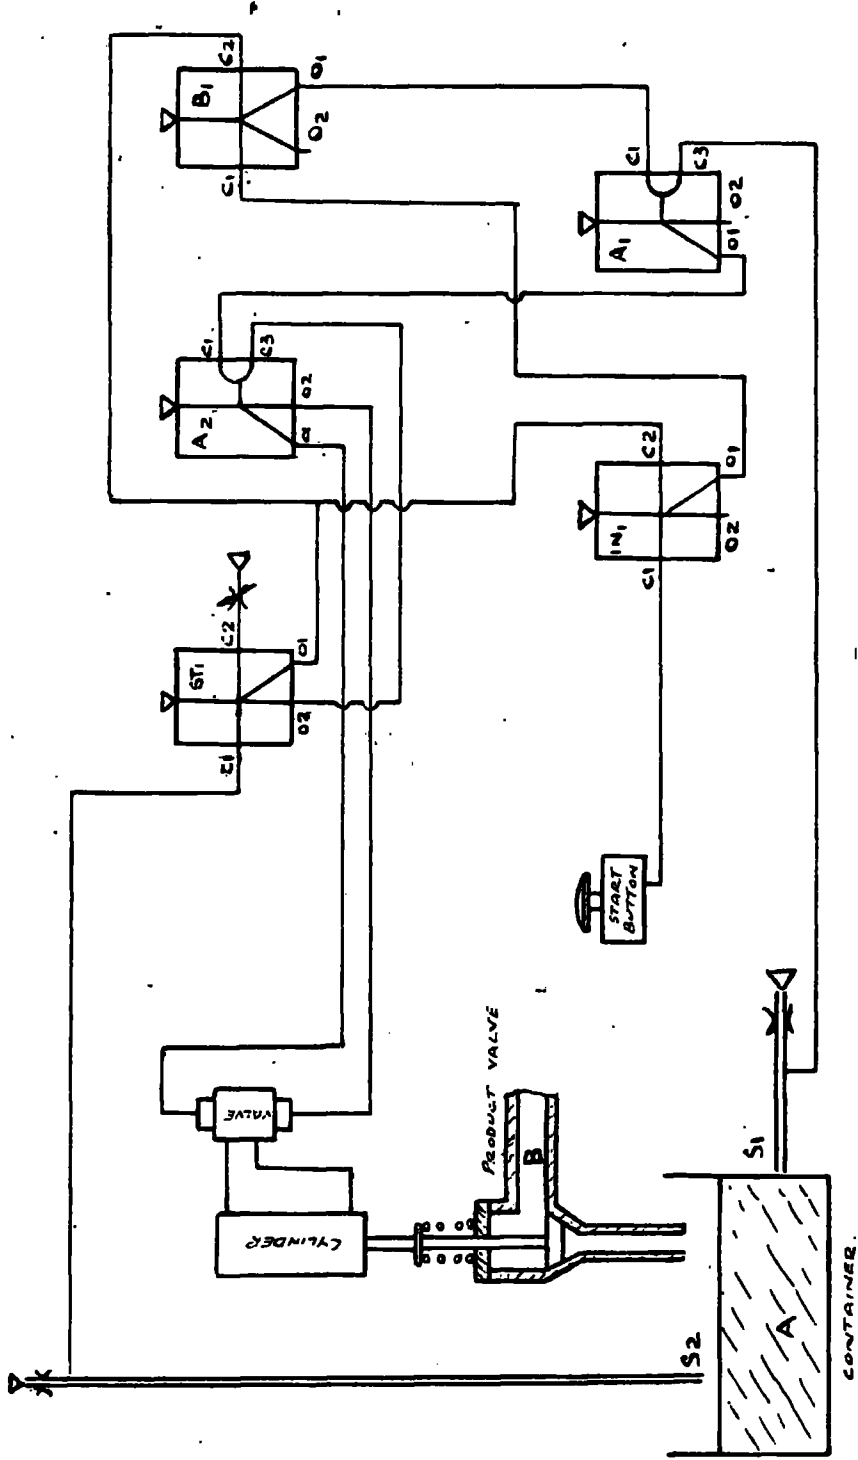 C2
B1
O1
O2
C1
C1
C3
A1
O2
O1
C1
C3
A2
O2
C2
O1
IN1
O2
C1
C2
ST1
O1
O2
C1
START
BUTTON
VALVE
PRODUCT VALVE
CYLINDER
B
S1
S2
A
CONTAINER.